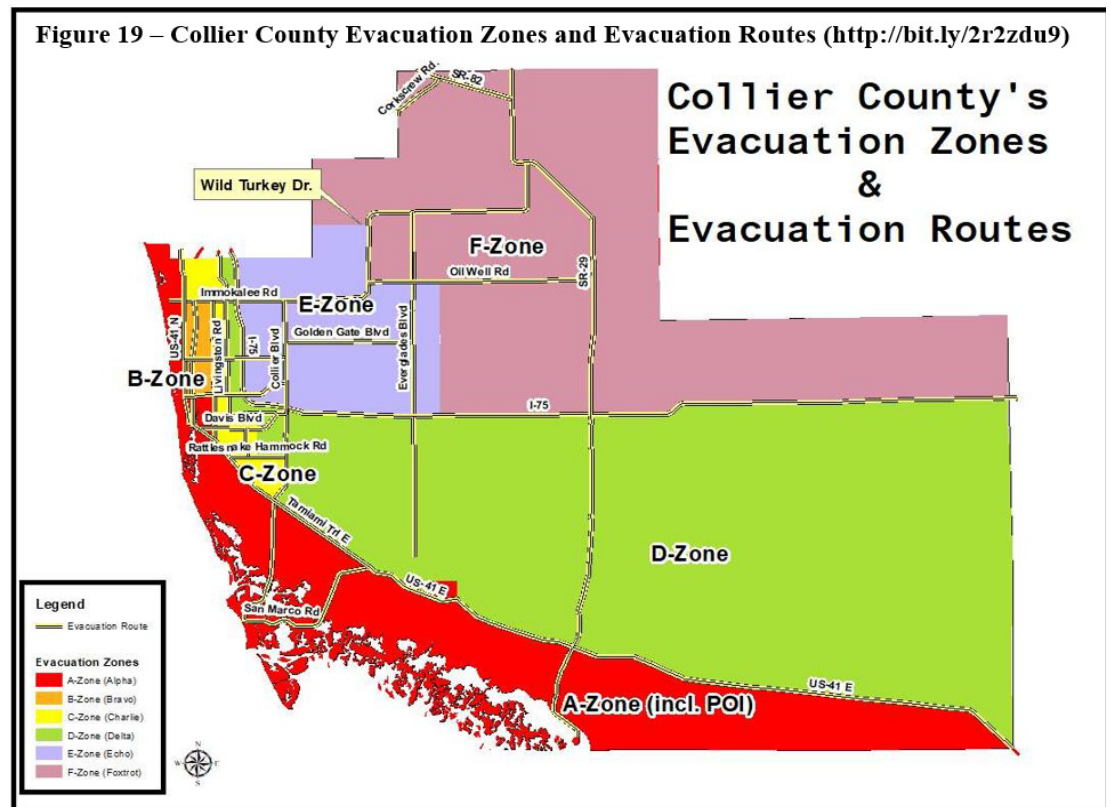 Figure 19 – Collier County Evacuation Zones and Evacuation Routes (http://bit.ly/2r2zdu9)
Collier County's
Evacuation Zones
&
Evacuation Routes
Corkscrew Rd.
SR-82
Wild Turkey Dr.
F-Zone
Oil Well Rd
SR-29
Immokalee Rd
E-Zone
US-41 N
Livingston Rd
I-75
Collier Blvd
Golden Gate Blvd
Everglades Blvd
B-Zone
I-75
Davis Blvd
Rattlesnake Hammock Rd
C-Zone
Tamiami Trl E
D-Zone
US-41 E
San Marco Rd
US-41 E
A-Zone (incl. POI)
Legend
Evacuation Route
Evacuation Zones
A-Zone (Alpha)
B-Zone (Bravo)
C-Zone (Charlie)
D-Zone (Delta)
E-Zone (Echo)
F-Zone (Foxtrot)
N
W
E
S